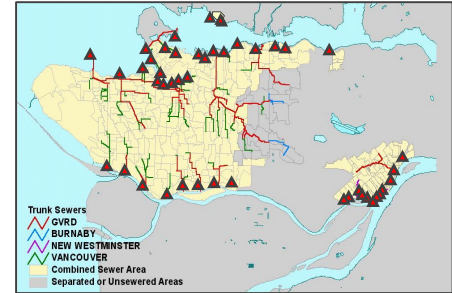 Trunk Sewers
GVRD
BURNABY
NEW WESTMINSTER
VANCOUVER
Combined Sewer Area
Separated or Unsewered Areas